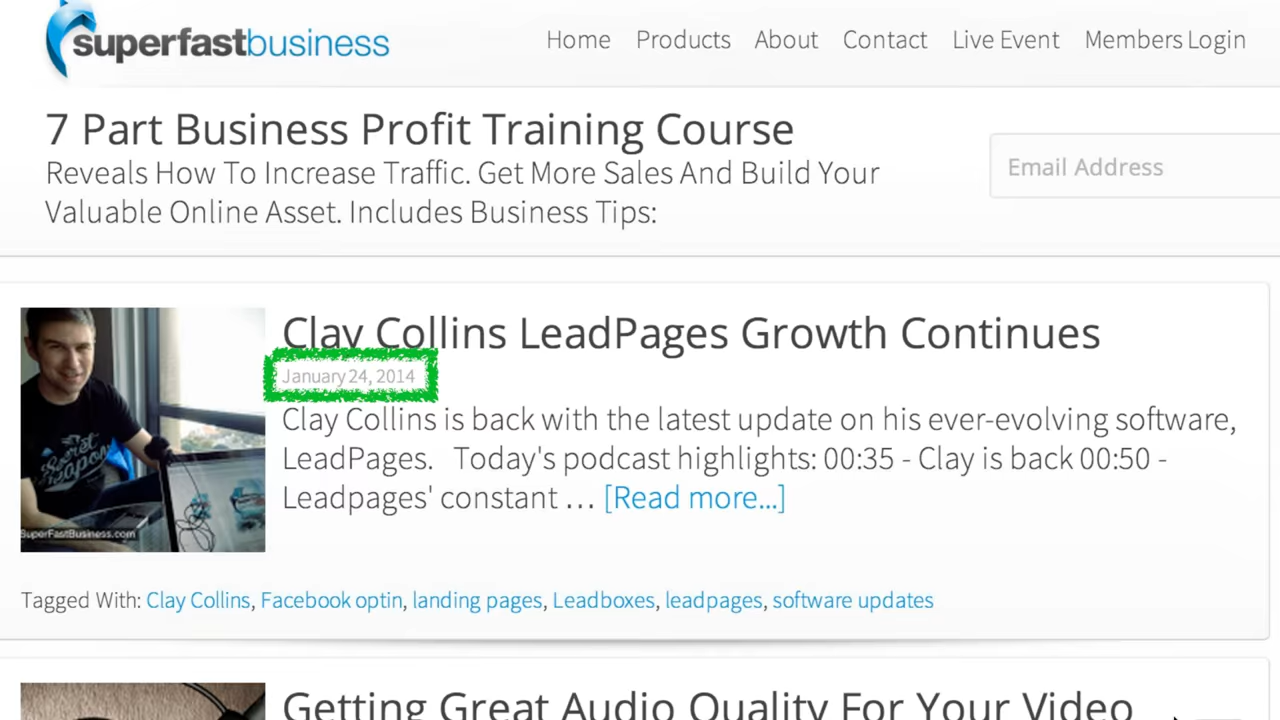 superfastbusiness
Home Products About Contact Live Event Members Login
7 Part Business Profit Training Course
Reveals How To Increase Traffic. Get More Sales And Build Your
Valuable Online Asset. Includes Business Tips:
Email Address
Clay Collins LeadPages Growth Continues
January 24, 2014
Clay Collins is back with the latest update on his ever-evolving software,
LeadPages. Today's podcast highlights: 00:35 - Clay is back 00:50 -
Leadpages' constant … [Read more...]
Secret
Weapon
SuperFastBusiness.com
Tagged With: Clay Collins, Facebook optin, landing pages, Leadboxes, leadpages, software updates
Getting Great Audio Quality For Your Video